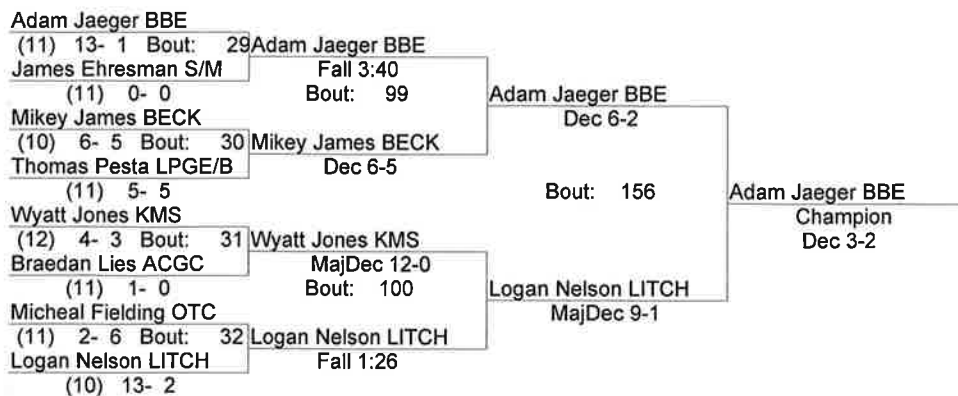 Adam Jaeger BBE
(11) 13- 1 Bout: 29
James Ehresman S/M
(11) 0- 0
Mikey James BECK
(10) 6- 5 Bout: 30
Thomas Pesta LPGE/B
(11) 5- 5
Wyatt Jones KMS
(12) 4- 3 Bout: 31
Braedan Lies ACGC
(11) 1- 0
Micheal Fielding OTC
(11) 2- 6 Bout: 32
Logan Nelson LITCH
(10) 13- 2
Adam Jaeger BBE
Fall 3:40
Bout: 99
Mikey James BECK
Dec 6-5
Wyatt Jones KMS
MajDec 12-0
Bout: 100
Logan Nelson LITCH
Fall 1:26
Adam Jaeger BBE
Dec 6-2
Bout: 156
Logan Nelson LITCH
MajDec 9-1
Adam Jaeger BBE
Champion
Dec 3-2